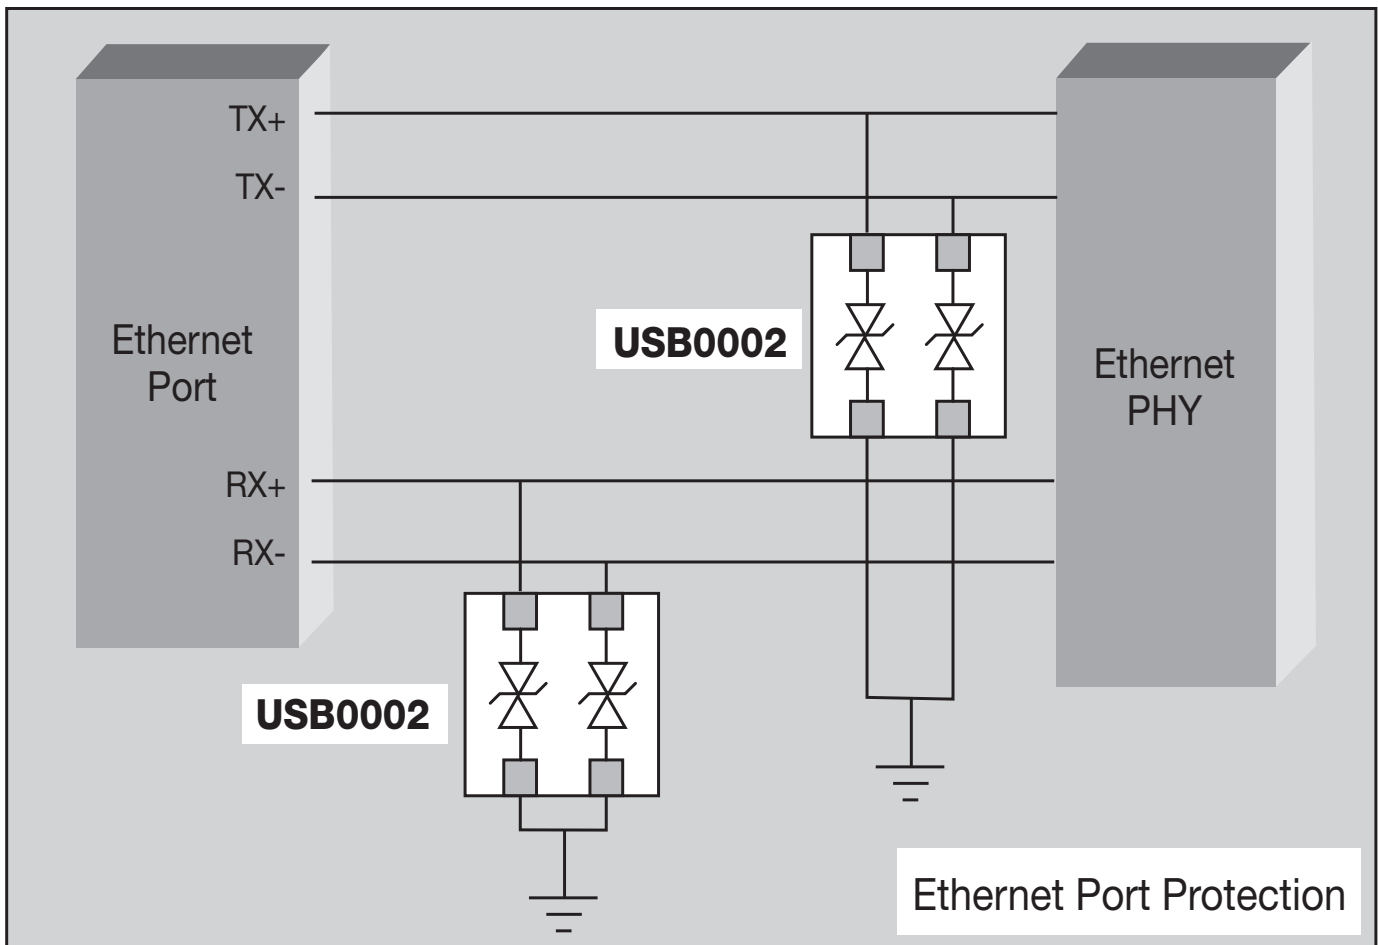 TX+
TX-
Ethernet
Port
USB0002
Ethernet
PHY
RX+
RX-
USB0002
Ethernet Port Protection